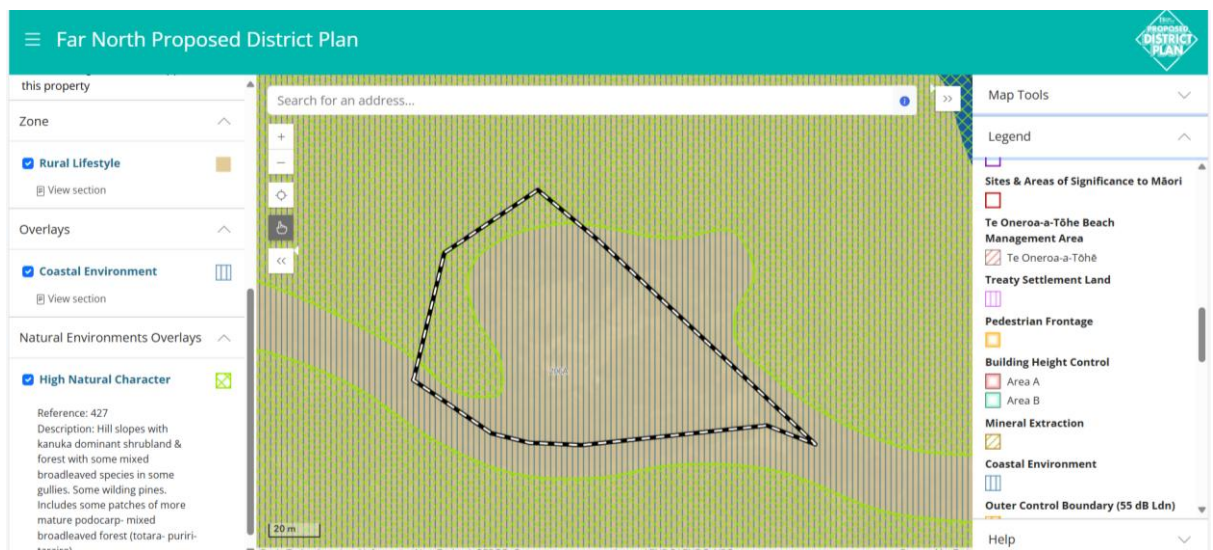 Far North Proposed District Plan
PROPOSED
DISTRICT
PLAN
this property
Zone
Rural Lifestyle
View section
Overlays
Coastal Environment
View section
Natural Environments Overlays
High Natural Character
Reference: 427
Description: Hill slopes with
kanuka dominant shrubland &
forest with some mixed
broadleaved species in some
gullies. Some wilding pines.
Includes some patches of more
mature podocarp- mixed
broadleaved forest (totara- puriri-
Search for an address...
20 m
Map Tools
Legend
Sites & Areas of Significance to Māori
Te Oneroa-a-Tōhe Beach
Management Area
Te Oneroa-a-Tōhē
Treaty Settlement Land
Pedestrian Frontage
Building Height Control
Area A
Area B
Mineral Extraction
Coastal Environment
Outer Control Boundary (55 dB Ldn)
Help